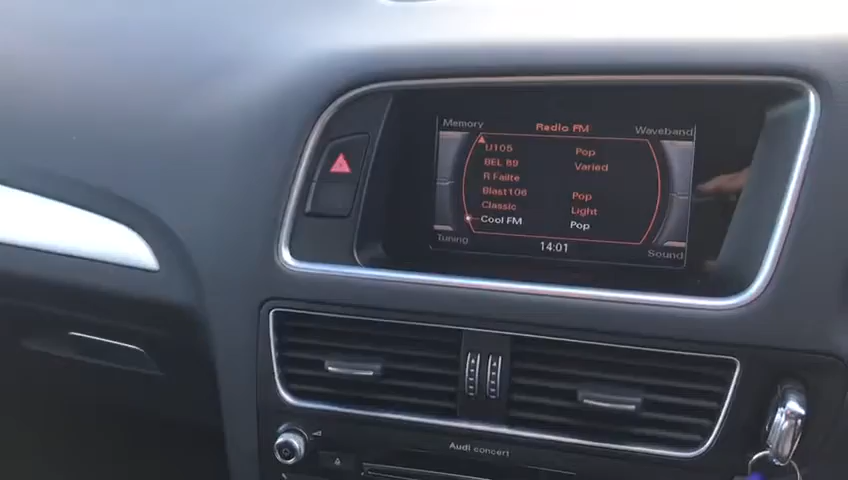 Memory Radio FM Waveband
U105 Pop
BEL 89 Varied
R Failte
Blast106 Pop
Classic Light
Cool FM Pop
Tuning 14:01 Sound
Audi concert